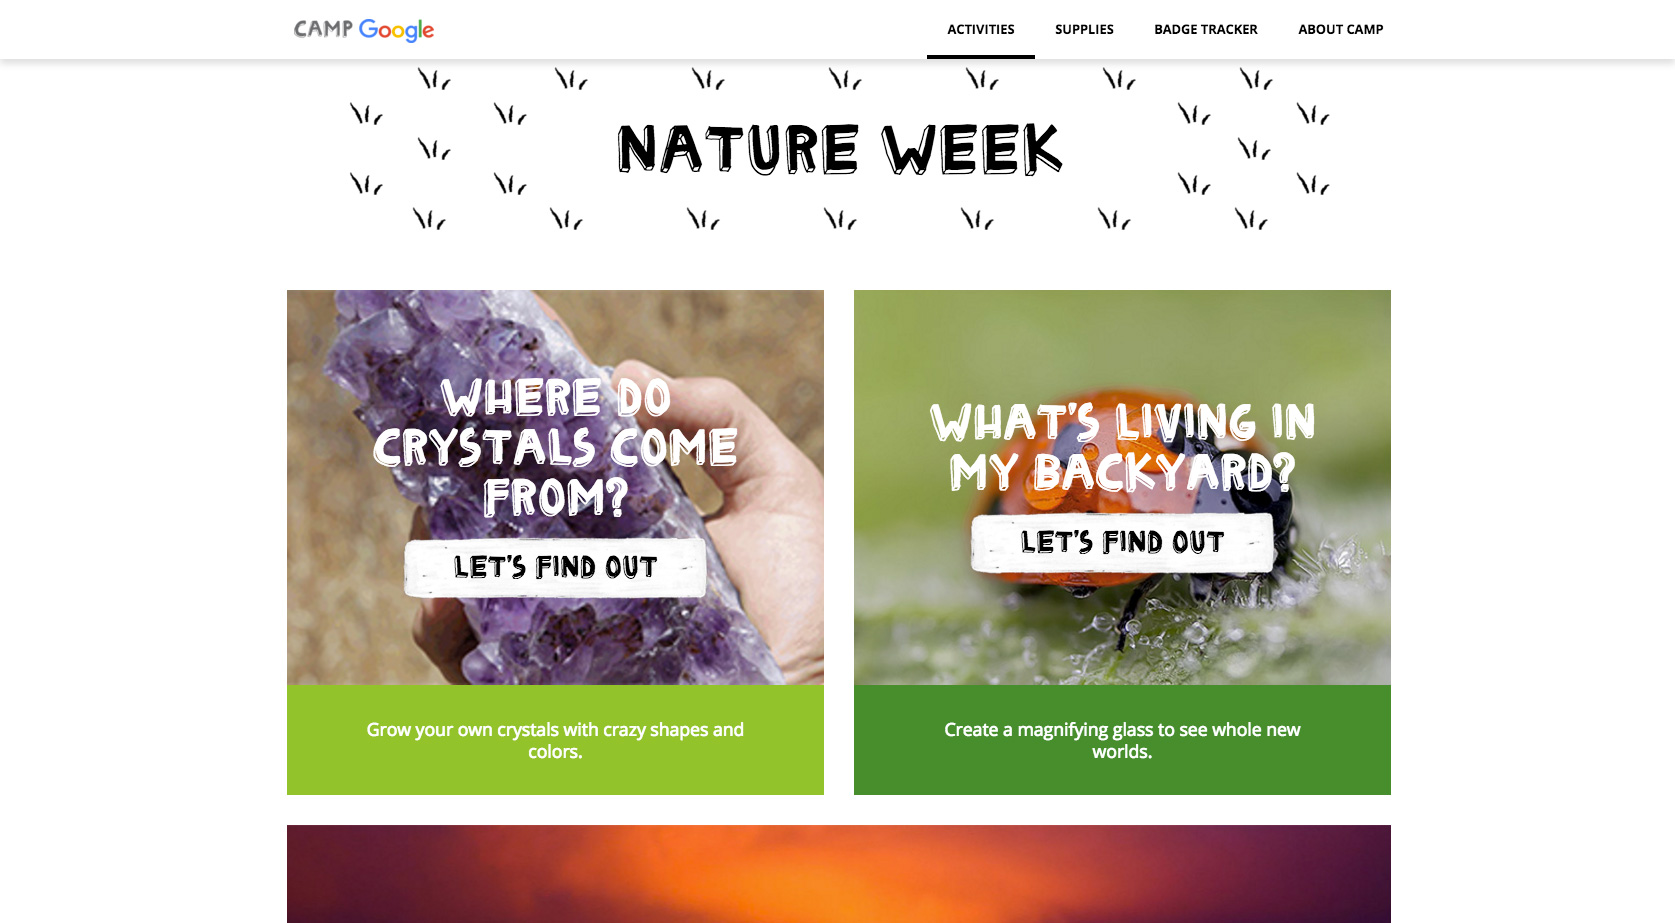 CAMP Google
ACTIVITIES
SUPPLIES
BADGE TRACKER
ABOUT CAMP
NATURE WEEK
WHERE DO
CRYSTALS COME
FROM?
LET'S FIND OUT
Grow your own crystals with crazy shapes and
colors.
WHAT'S LIVING IN
MY BACKYARD?
LET'S FIND OUT
Create a magnifying glass to see whole new
worlds.